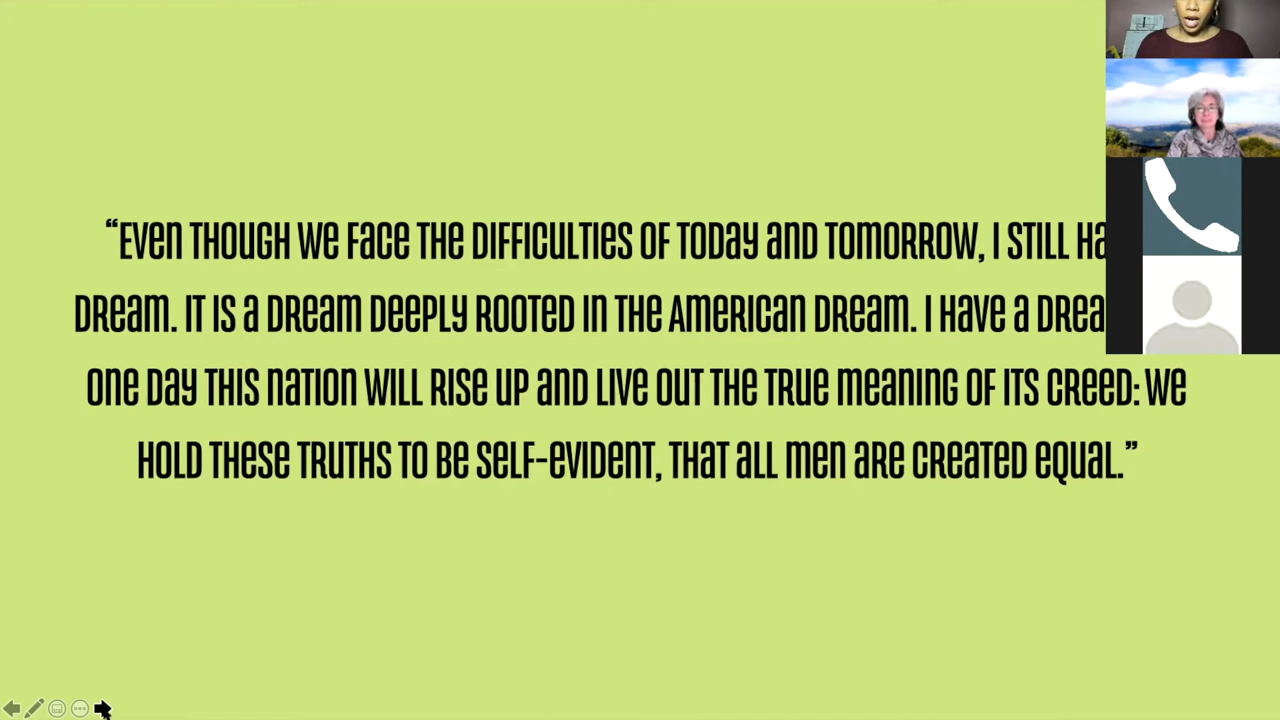 “EVEN THOUGH WE FACE THE DIFFICULTIES OF TODAY AND TOMORROW, I STILL
DREAM. IT IS A DREAM DEEPLY ROOTED IN THE AMERICAN DREAM. I HAVE A
ONE DAY THIS NATION WILL RISE UP AND LIVE OUT THE TRUE MEANING OF ITS CREED: WE
HOLD THESE TRUTHS TO BE SELF-EVIDENT, THAT ALL MEN ARE CREATED EQUAL.”